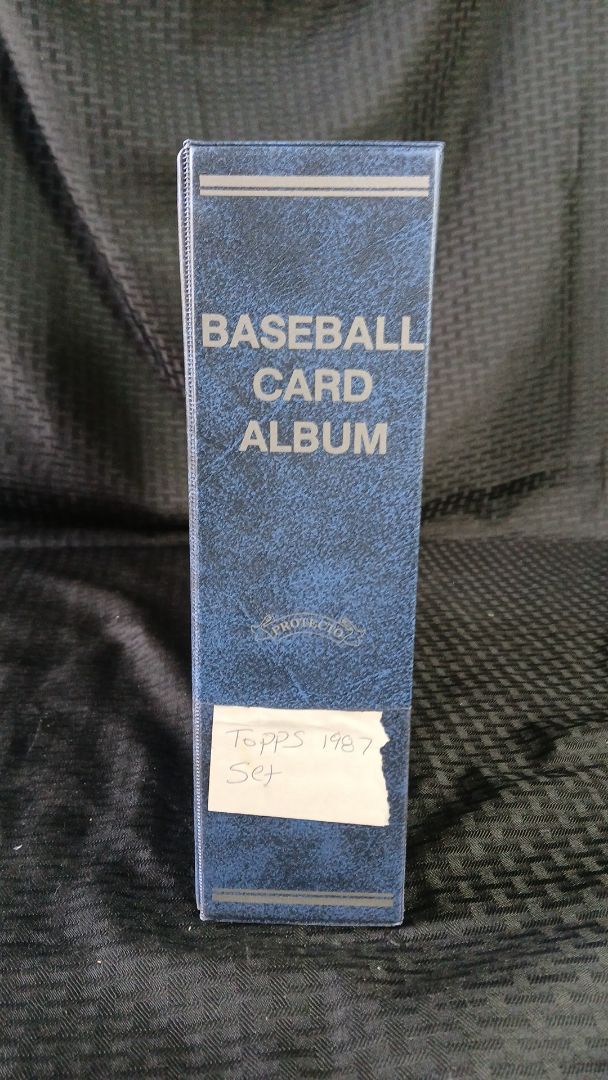 BASEBALL
CARD
ALBUM
PROTECTO
Topps 1987
Set